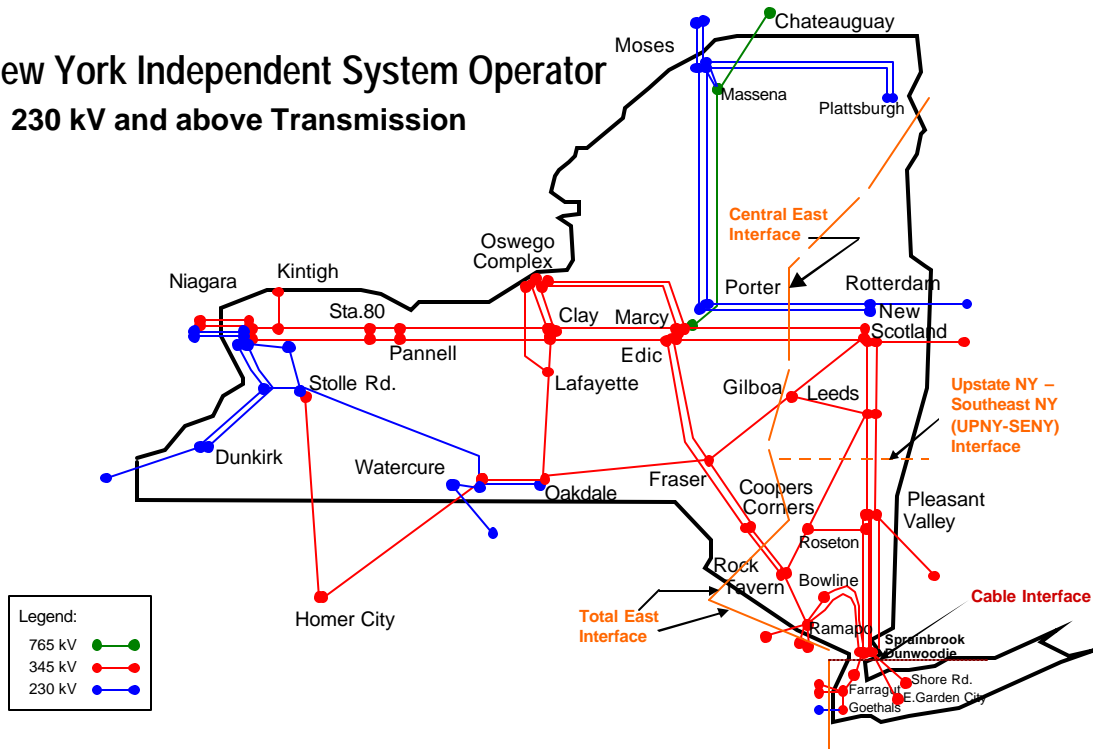 ew York Independent System Operator
230 kV and above Transmission
Chateauguay
Moses
Massena
Plattsburgh
Central East
Interface
Oswego
Complex
Niagara
Kintigh
Sta.80
Pannell
Clay
Marcy
Edic
Porter
Rotterdam
New
Scotland
Stolle Rd.
Lafayette
Gilboa
Leeds
Upstate NY –
Southeast NY
(UPNY-SENY)
Interface
Dunkirk
Watercure
Oakdale
Fraser
Coopers
Corners
Pleasant
Valley
Roseton
Rock
Tavern
Bowline
Homer City
Total East
Interface
Ramapo
Cable Interface
Sprainbrook
Dunwoodie
Shore Rd.
Farragut
E.Garden City
Goethals
Legend:
765 kV
345 kV
230 kV